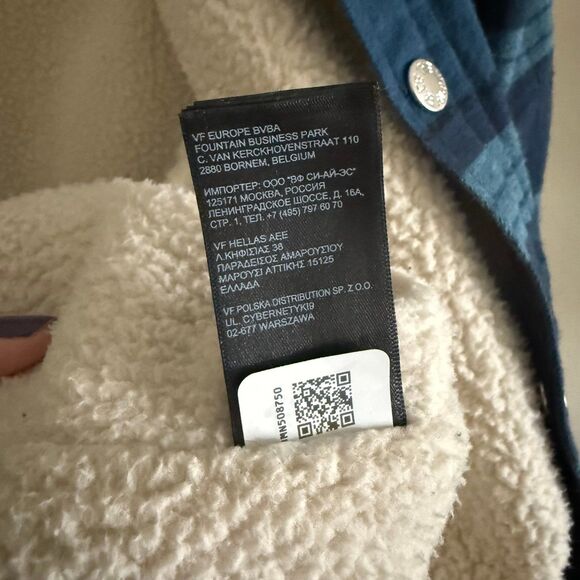 VF EUROPE BVBA
FOUNTAIN BUSINESS PARK
C. VAN KERCKHOVENSTRAAT 110
2880 BORNEM, BELGIUM
ИМПОРТЕР: ООО "ВФ СИ-АЙ-ЭС"
125171 МОСКВА, РОССИЯ
ЛЕНИНГРАДСКОЕ ШОССЕ, Д. 16А,
СТР. 1, ТЕЛ. +7 (495) 797 60 70
VF HELLAS AEE
Λ.ΚΗΦΙΣΙΑΣ 38
ΠΑΡΑΔΕΙΣΟΣ ΑΜΑΡΟΥΣΙΟΥ
ΜΑΡΟΥΣΙ ΑΤΤΙΚΗΣ 15125
ΕΛΛΑΔΑ
VF POLSKA DISTRIBUTION SP. Z.O.O.
UL. CYBERNETYKI9
02-677 WARSZAWA
MN508750